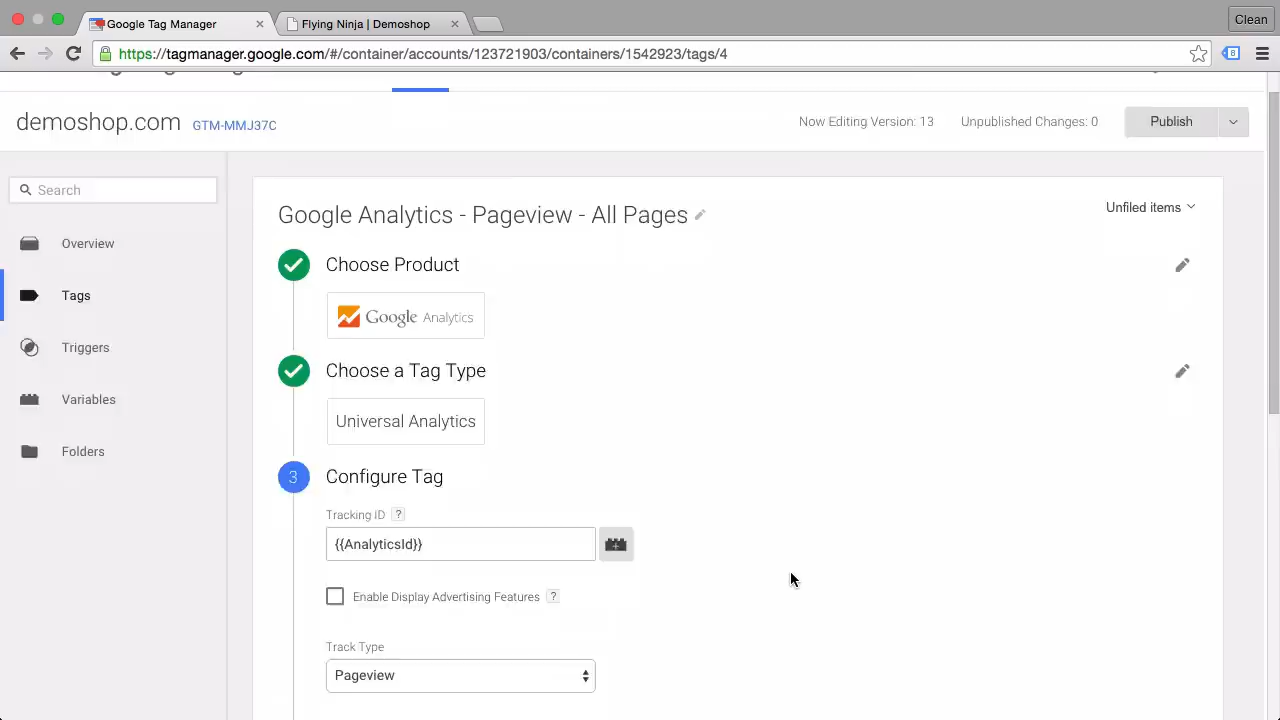 Google Tag Manager
Flying Ninja | Demoshop
Clean
https://tagmanager.google.com/#/container/accounts/123721903/containers/1542923/tags/4
8
demoshop.com GTM-MMJ37C
Now Editing Version: 13
Unpublished Changes: 0
Publish
Search
Overview
Tags
Triggers
Variables
Folders
Google Analytics - Pageview - All Pages
Unfiled items
Choose Product
Google Analytics
Choose a Tag Type
Universal Analytics
3 Configure Tag
Tracking ID ?
{{AnalyticsId}}
Enable Display Advertising Features ?
Track Type
Pageview